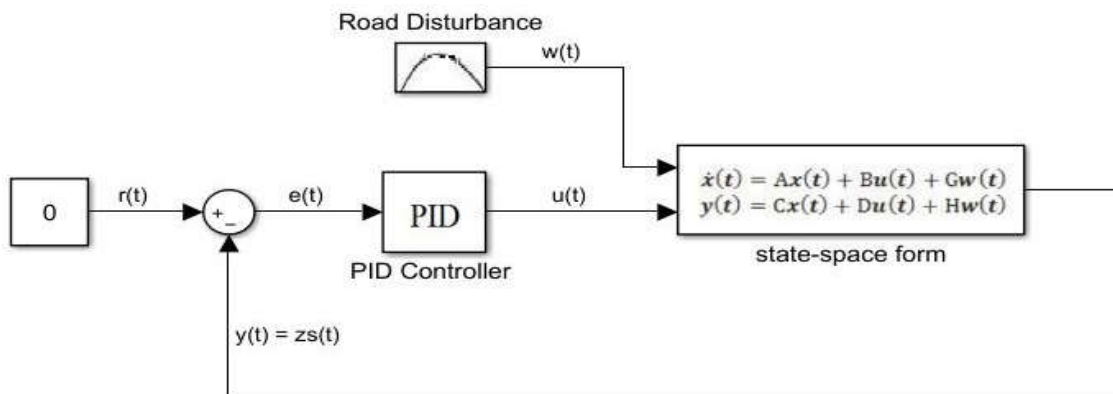 Road Disturbance
w(t)
0
r(t)
+
−
e(t)
PID
PID Controller
u(t)
ẋ(t) = Ax(t) + Bu(t) + Gw(t)
y(t) = Cx(t) + Du(t) + Hw(t)
state-space form
y(t) = zs(t)